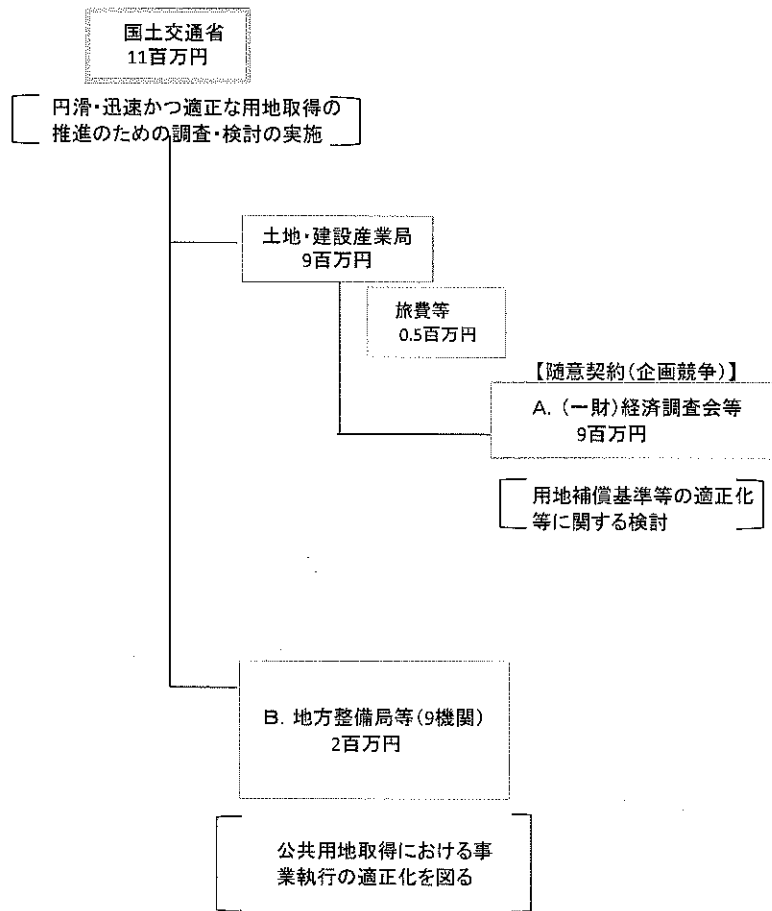 国土交通省
11百万円
円滑・迅速かつ適正な用地取得の
推進のための調査・検討の実施
土地・建設産業局
9百万円
旅費等
0.5百万円
【随意契約(企画競争)】
A. (一財)経済調査会等
9百万円
用地補償基準等の適正化
等に関する検討
B. 地方整備局等(9機関)
2百万円
公共用地取得における事
業執行の適正化を図る